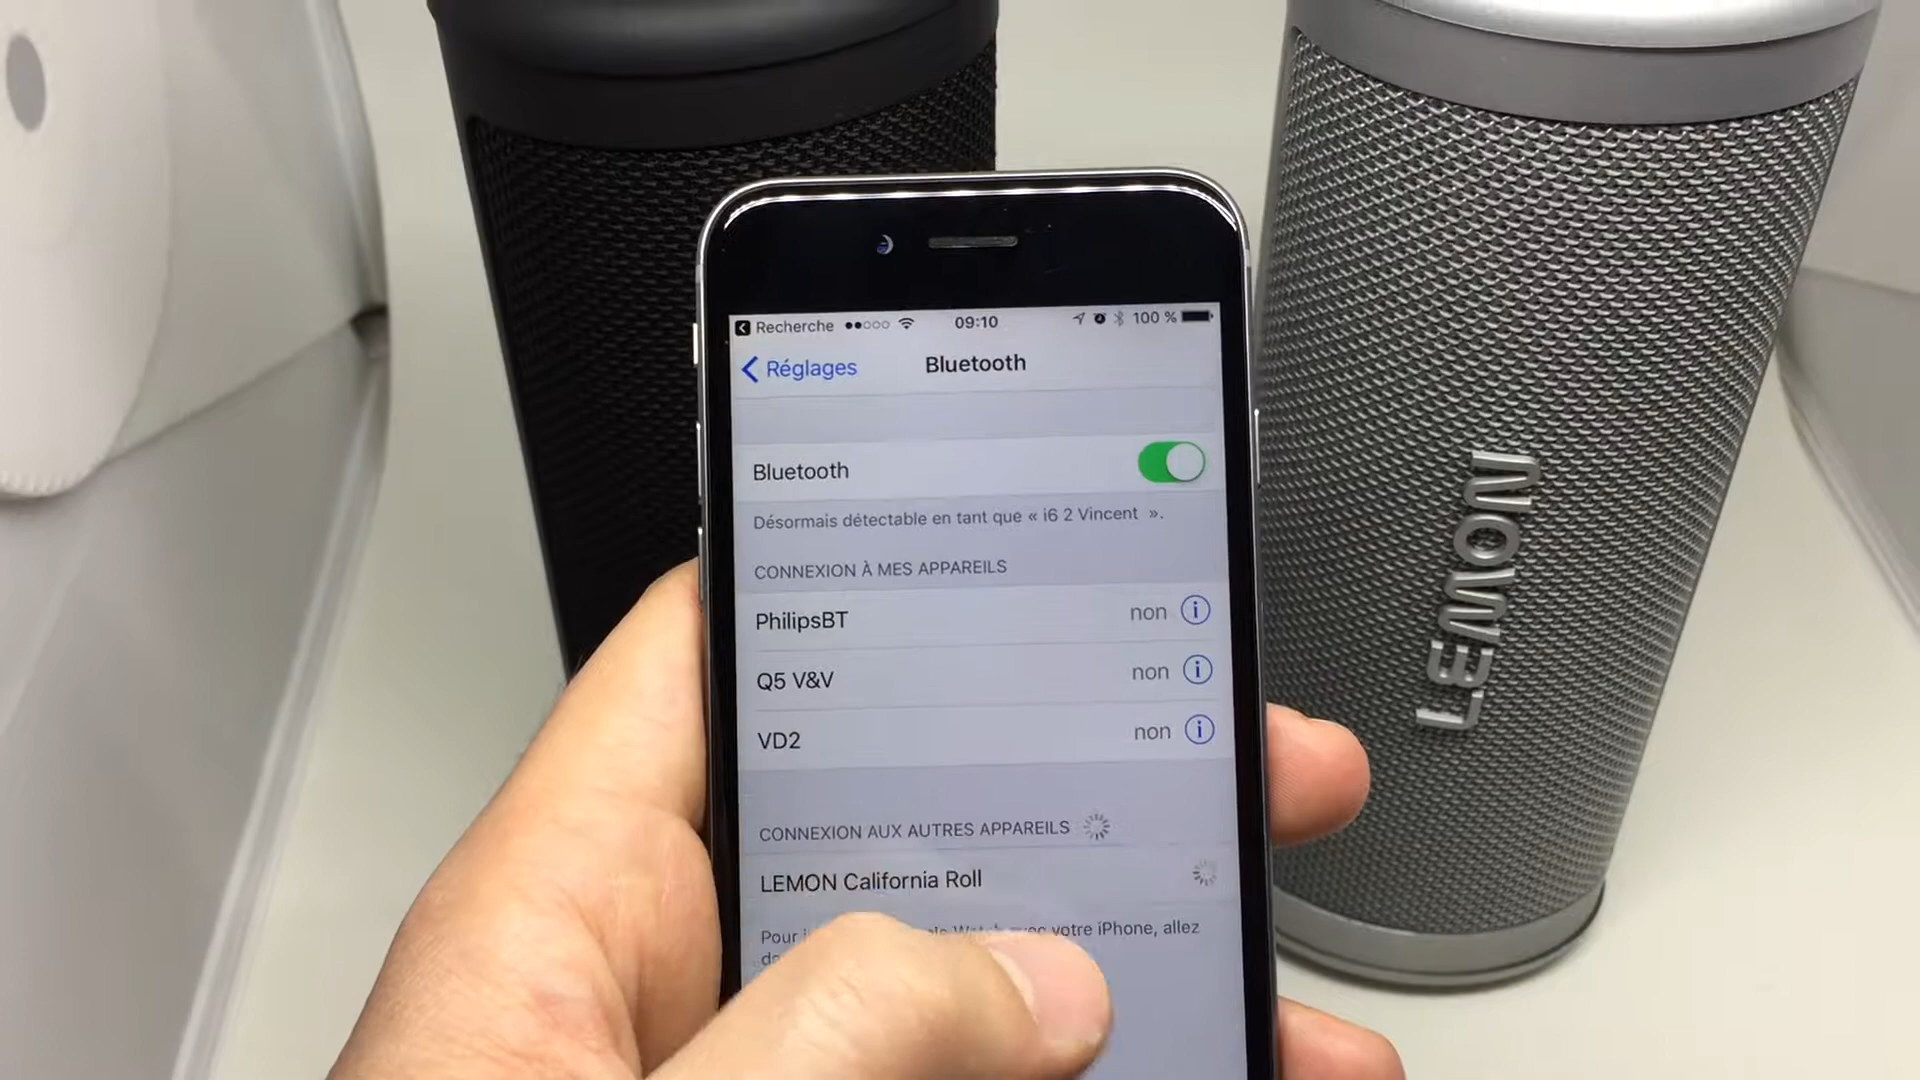 Recherche 09:10 100 %
Réglages Bluetooth
Bluetooth
Désormais détectable en tant que « i6 2 Vincent ».
CONNEXION À MES APPAREILS
PhilipsBT non
Q5 V&V non
VD2 non
CONNEXION AUX AUTRES APPAREILS
LEMON California Roll
Pour votre iPhone, allez
LEMON